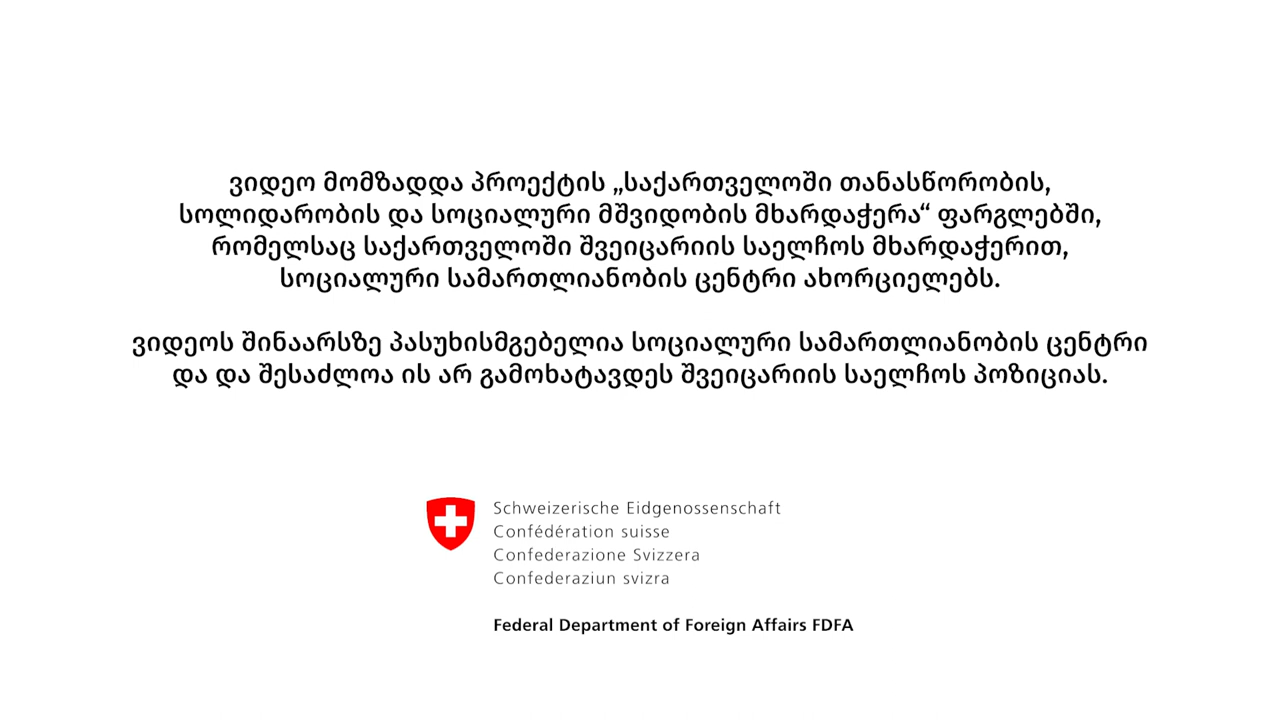 ვიდეო მომზადდა პროექტის „საქართველოში თანასწორობის,
სოლიდარობის და სოციალური მშვიდობის მხარდაჭერა“ ფარგლებში,
რომელსაც საქართველოში შვეიცარიის საელჩოს მხარდაჭერით,
სოციალური სამართლიანობის ცენტრი ახორციელებს.
ვიდეოს შინაარსზე პასუხისმგებელია სოციალური სამართლიანობის ცენტრი
და და შესაძლოა ის არ გამოხატავდეს შვეიცარიის საელჩოს პოზიციას.
Schweizerische Eidgenossenschaft
Confédération suisse
Confederazione Svizzera
Confederaziun svizra
Federal Department of Foreign Affairs FDFA